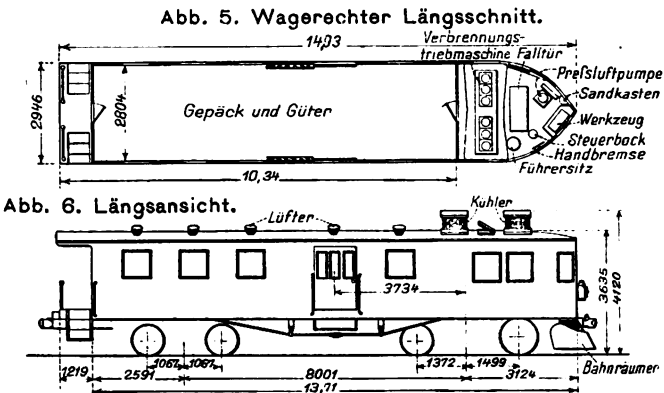 Abb. 5. Wagerechter Längsschnitt.
14,93
Verbrennungs-
triebmaschine Falltür
Preßluftpumpe
Sandkasten
Werkzeug
Steuerbock
Handbremse
Führersitz
2946
2804
Gepäck und Güter
10,34
Abb. 6. Längsansicht.
Lüfter
Kühler
3734
3635
4120
1067
1067
1372
1499
Bahnräumer
1219
2591
8001
3124
13,71